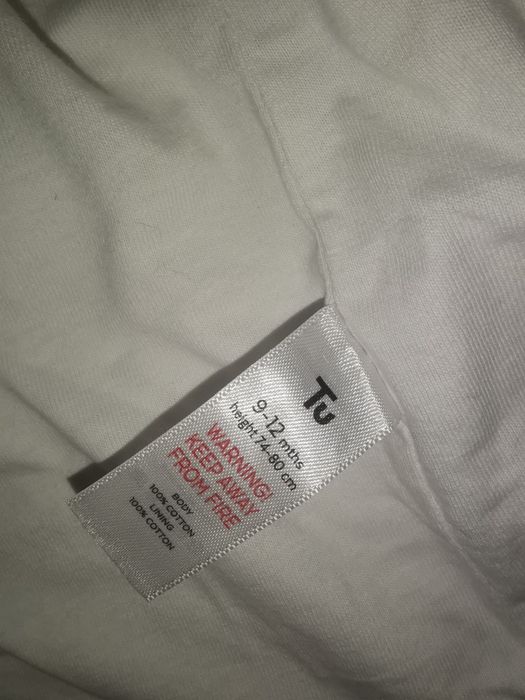 Tu
9-12 mths
height 74-80 cm
WARNING!
KEEP AWAY
FROM FIRE
BODY
100% COTTON
LINING
100% COTTON